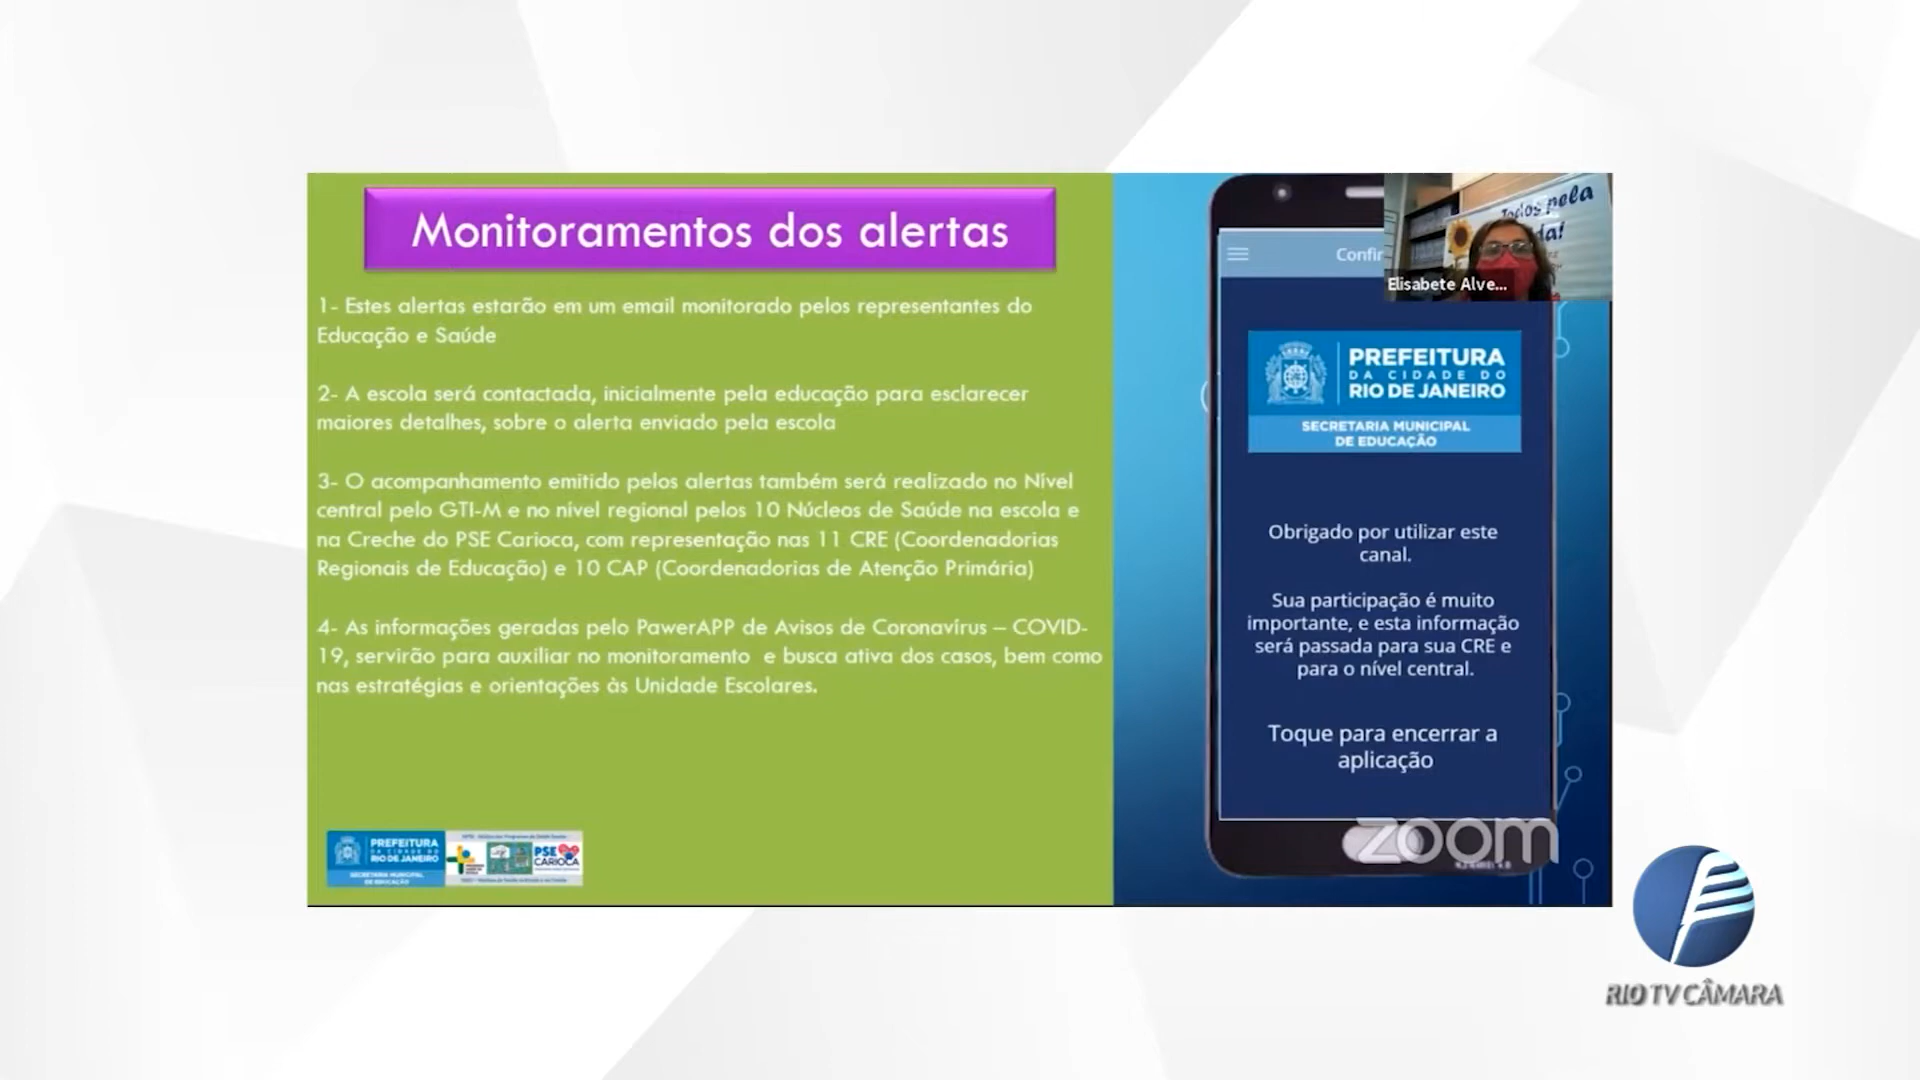 Monitoramentos dos alertas
1- Estes alertas estarão em um email monitorado pelos representantes do
Educação e Saúde
2- A escola será contactada, inicialmente pela educação para esclarecer
maiores detalhes, sobre o alerta enviado pela escola
3- O acompanhamento emitido pelos alertas também será realizado no Nível
central pelo GTI-M e no nível regional pelos 10 Núcleos de Saúde na escola e
na Creche do PSE Carioca, com representação nas 11 CRE (Coordenadorias
Regionais de Educação) e 10 CAP (Coordenadorias de Atenção Primária)
4- As informações geradas pelo PawerAPP de Avisos de Coronavírus – COVID-
19, servirão para auxiliar no monitoramento e busca ativa dos casos, bem como
nas estratégias e orientações às Unidade Escolares.
PREFEITURA
DA CIDADE DO
RIO DE JANEIRO
SECRETARIA MUNICIPAL
DE EDUCAÇÃO
PSE
CARIOCA
Confir
Todos pela
Elisabete Alve...
PREFEITURA
DA CIDADE DO
RIO DE JANEIRO
SECRETARIA MUNICIPAL
DE EDUCAÇÃO
Obrigado por utilizar este
canal.
Sua participação é muito
importante, e esta informação
será passada para sua CRE e
para o nível central.
Toque para encerrar a
aplicação
zoom
RIO TV CÂMARA